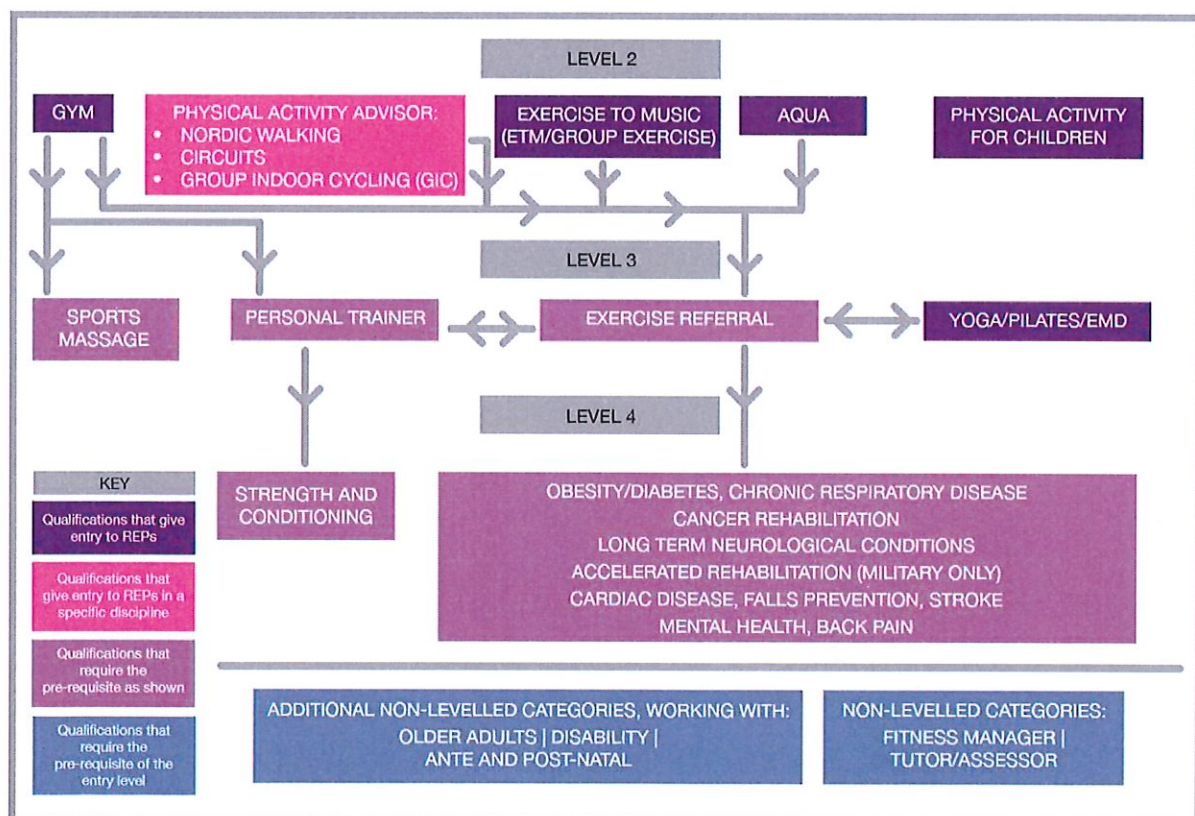 LEVEL 2
GYM
PHYSICAL ACTIVITY ADVISOR:
• NORDIC WALKING
• CIRCUITS
• GROUP INDOOR CYCLING (GIC)
EXERCISE TO MUSIC
(ETM/GROUP EXERCISE)
AQUA
PHYSICAL ACTIVITY
FOR CHILDREN
LEVEL 3
SPORTS
MASSAGE
PERSONAL TRAINER
EXERCISE REFERRAL
YOGA/PILATES/EMD
LEVEL 4
STRENGTH AND
CONDITIONING
OBESITY/DIABETES, CHRONIC RESPIRATORY DISEASE
CANCER REHABILITATION
LONG TERM NEUROLOGICAL CONDITIONS
ACCELERATED REHABILITATION (MILITARY ONLY)
CARDIAC DISEASE, FALLS PREVENTION, STROKE
MENTAL HEALTH, BACK PAIN
KEY
Qualifications that give
entry to REPs
Qualifications that
give entry to REPs in a
specific discipline
Qualifications that
require the
pre-requisite as shown
Qualifications that
require the
pre-requisite of the
entry level
ADDITIONAL NON-LEVELLED CATEGORIES, WORKING WITH:
OLDER ADULTS | DISABILITY |
ANTE AND POST-NATAL
NON-LEVELLED CATEGORIES:
FITNESS MANAGER |
TUTOR/ASSESSOR